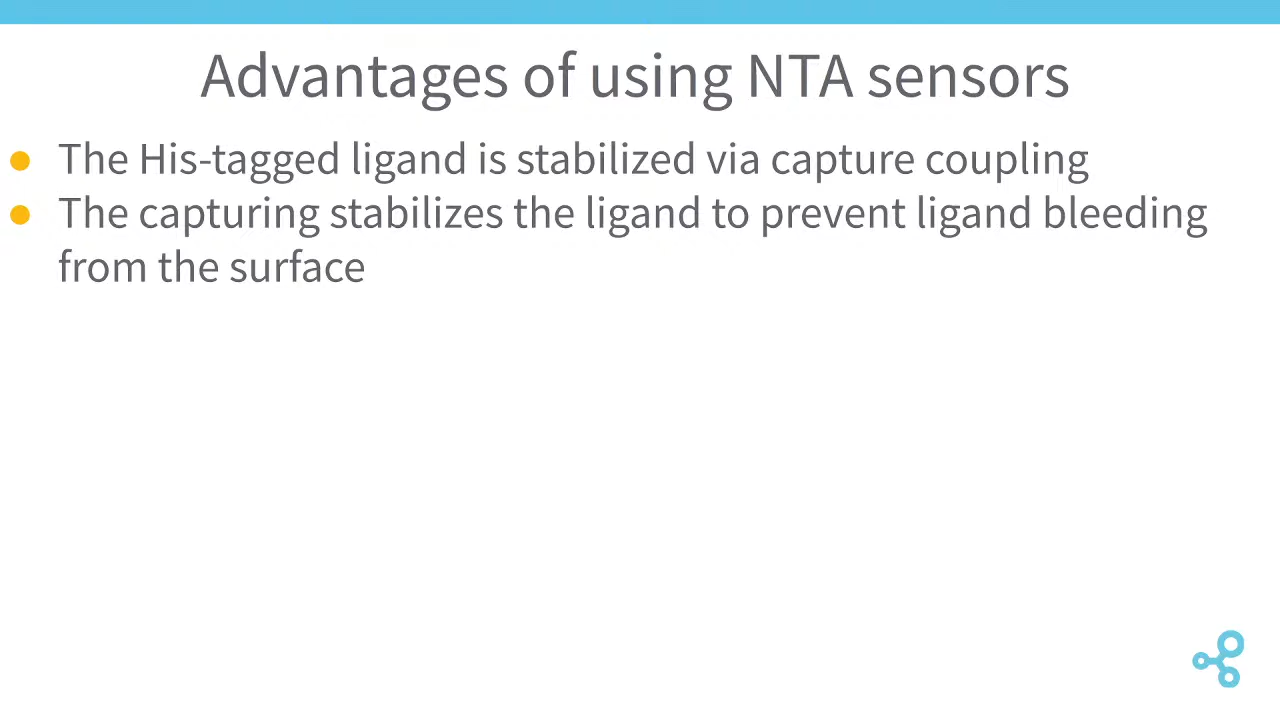 Advantages of using NTA sensors
● The His-tagged ligand is stabilized via capture coupling
● The capturing stabilizes the ligand to prevent ligand bleeding
from the surface